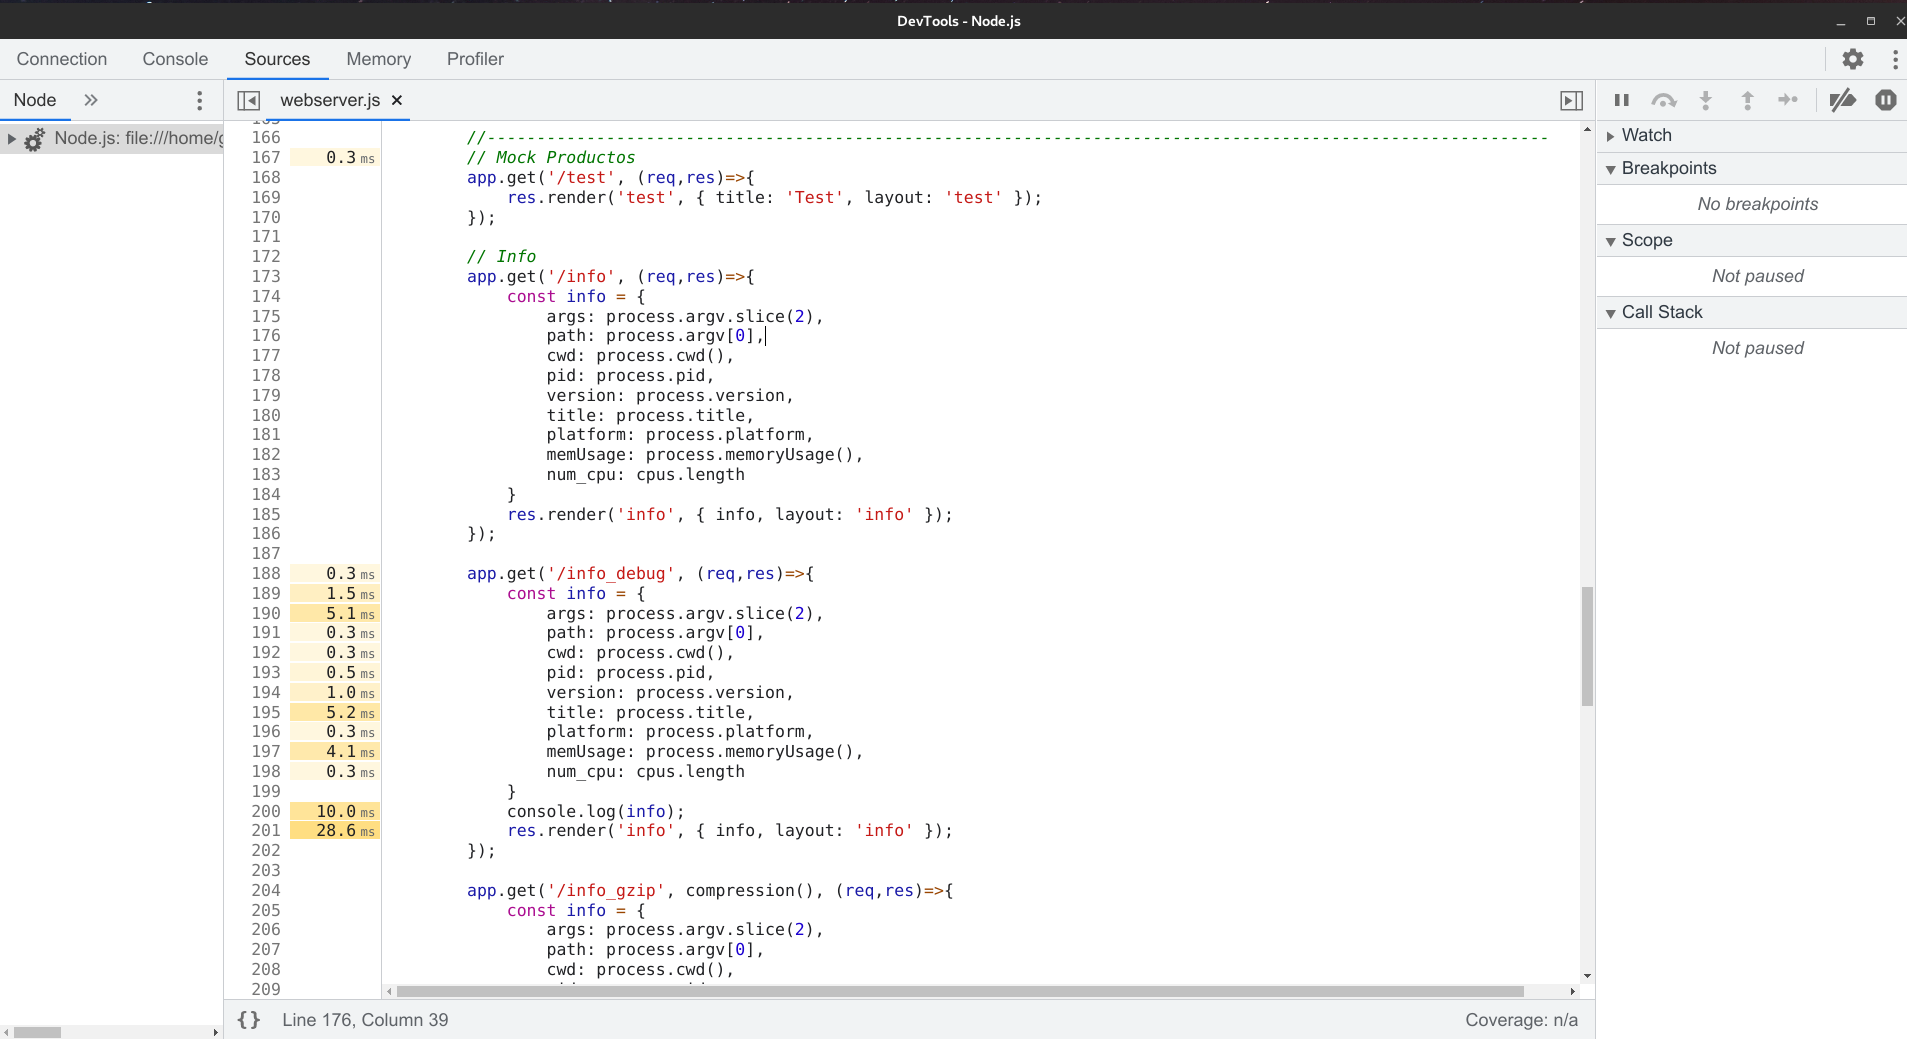 DevTools - Node.js
Connection Console Sources Memory Profiler
Node webserver.js
Node.js: file:///home/g
166 //-----------------------------------------------------------------------------------------------------------
167 0.3 ms // Mock Productos
168 app.get('/test', (req,res)=>{
169 res.render('test', { title: 'Test', layout: 'test' });
170 });
171
172 // Info
173 app.get('/info', (req,res)=>{
174 const info = {
175 args: process.argv.slice(2),
176 path: process.argv[0],
177 cwd: process.cwd(),
178 pid: process.pid,
179 version: process.version,
180 title: process.title,
181 platform: process.platform,
182 memUsage: process.memoryUsage(),
183 num_cpu: cpus.length
184 }
185 res.render('info', { info, layout: 'info' });
186 });
187
188 0.3 ms app.get('/info_debug', (req,res)=>{
189 1.5 ms const info = {
190 5.1 ms args: process.argv.slice(2),
191 0.3 ms path: process.argv[0],
192 0.3 ms cwd: process.cwd(),
193 0.5 ms pid: process.pid,
194 1.0 ms version: process.version,
195 5.2 ms title: process.title,
196 0.3 ms platform: process.platform,
197 4.1 ms memUsage: process.memoryUsage(),
198 0.3 ms num_cpu: cpus.length
199 }
200 10.0 ms console.log(info);
201 28.6 ms res.render('info', { info, layout: 'info' });
202 });
203
204 app.get('/info_gzip', compression(), (req,res)=>{
205 const info = {
206 args: process.argv.slice(2),
207 path: process.argv[0],
208 cwd: process.cwd(),
209
{} Line 176, Column 39 Coverage: n/a
Watch
Breakpoints
No breakpoints
Scope
Not paused
Call Stack
Not paused